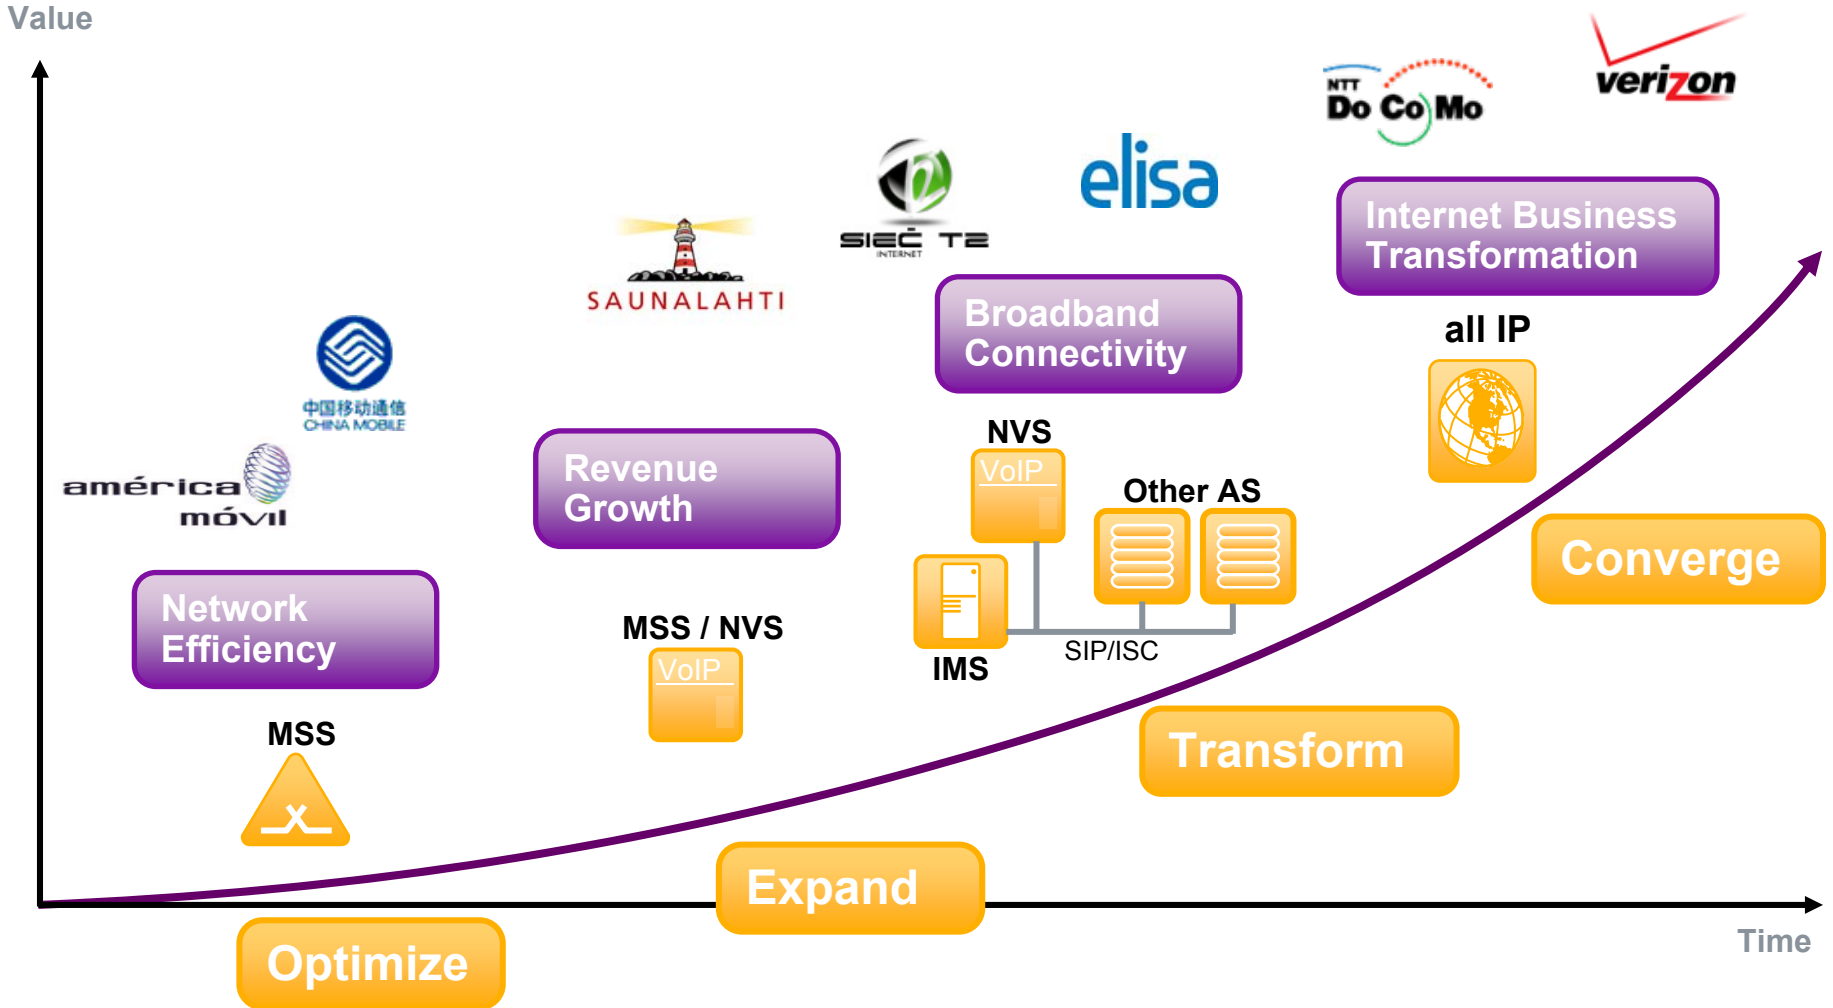 Value
NTT
Do Co Mo
verizon
elisa
SIEĆ T2
INTERNET
SAUNALAHTI
中国移动通信
CHINA MOBILE
américa
móvil
Internet Business
Transformation
all IP
Broadband
Connectivity
NVS
VoIP
Other AS
Revenue
Growth
Converge
Network
Efficiency
MSS / NVS
VoIP
SIP/ISC
IMS
MSS
Transform
Expand
Time
Optimize